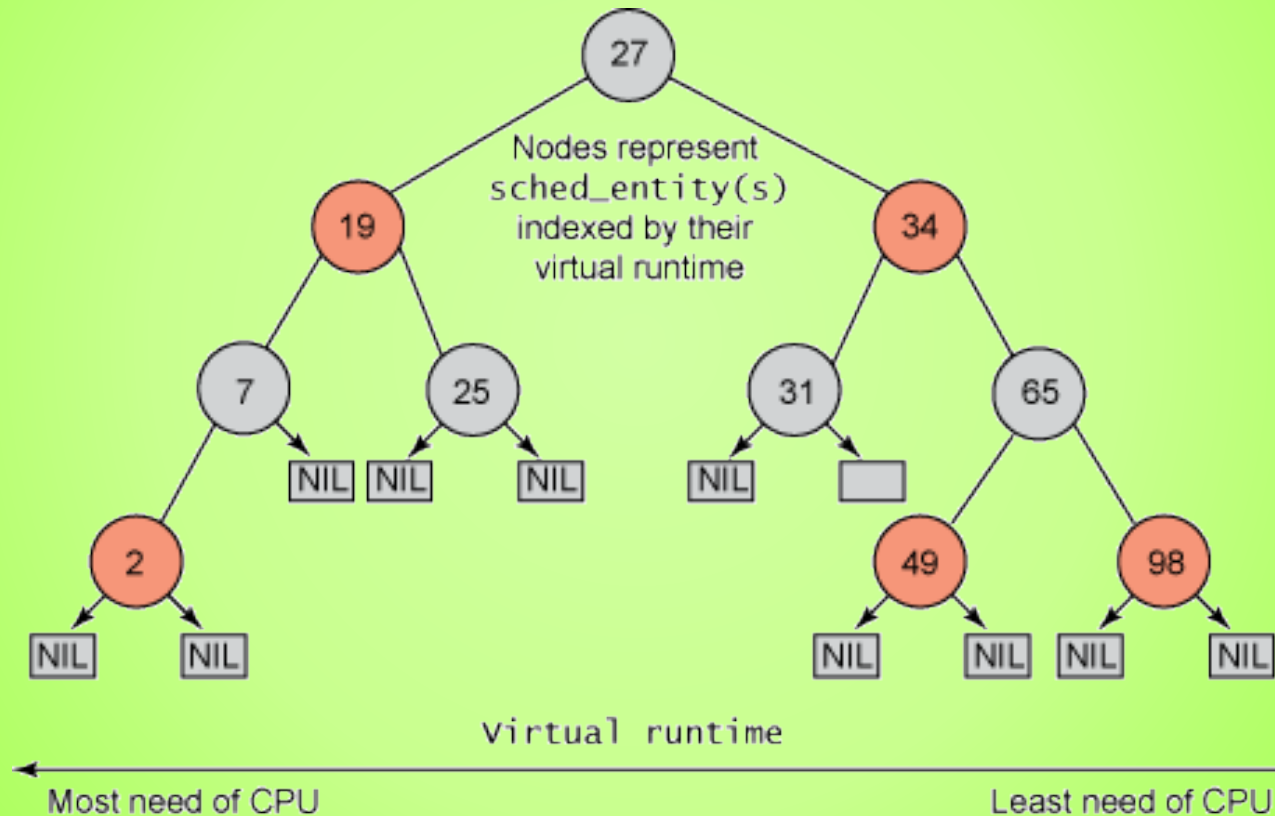 27
Nodes represent
sched_entity(s)
indexed by their
virtual runtime
19
34
7
25
31
65
NIL
NIL
NIL
NIL
2
49
98
NIL
NIL
NIL
NIL
NIL
NIL
Virtual runtime
Most need of CPU
Least need of CPU